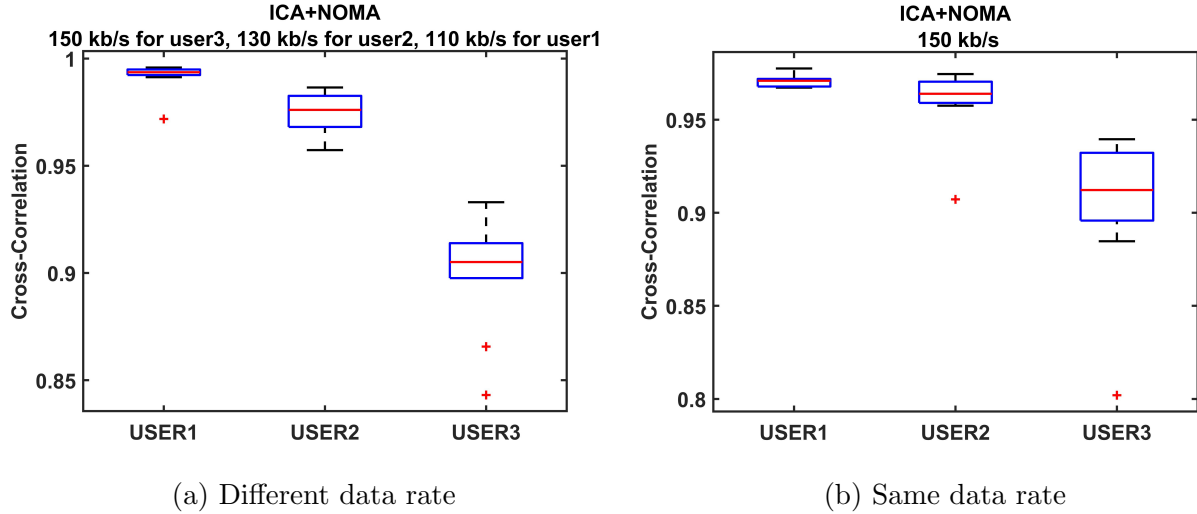 ICA+NOMA
150 kb/s for user3, 130 kb/s for user2, 110 kb/s for user1
Cross-Correlation
1
0.95
0.9
0.85
USER1 USER2 USER3
(a) Different data rate
ICA+NOMA
150 kb/s
Cross-Correlation
0.95
0.9
0.85
0.8
USER1 USER2 USER3
(b) Same data rate